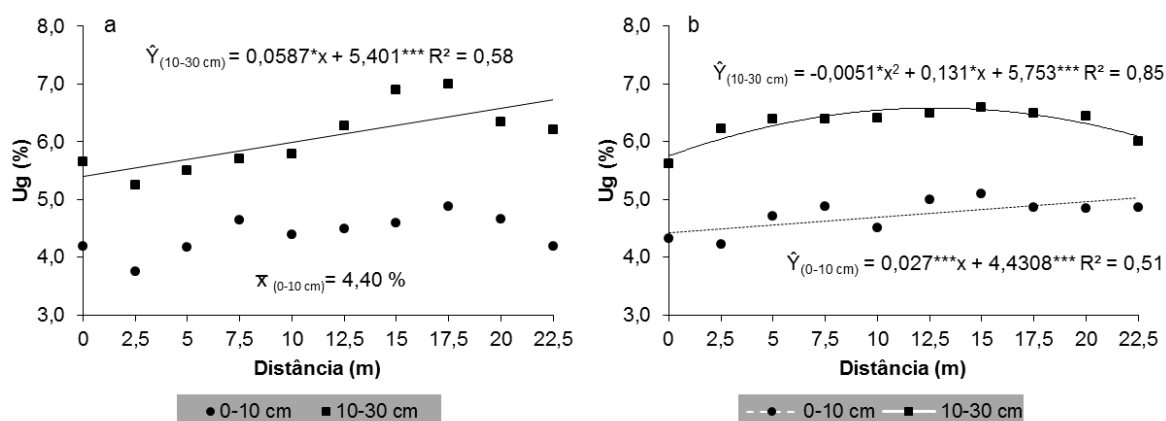 a
Ŷ(10-30 cm) = 0,0587*x + 5,401*** R² = 0,58
8,0
7,0
6,0
5,0
4,0
3,0
Ug (%)
x̅ (0-10 cm)= 4,40 %
0 2,5 5 7,5 10 12,5 15 17,5 20 22,5
Distância (m)
0-10 cm 10-30 cm
b
Ŷ(10-30 cm) = -0,0051*x² + 0,131*x + 5,753*** R² = 0,85
8,0
7,0
6,0
5,0
4,0
3,0
Ug (%)
Ŷ(0-10 cm) = 0,027***x + 4,4308*** R² = 0,51
0 2,5 5 7,5 10 12,5 15 17,5 20 22,5
Distância (m)
0-10 cm 10-30 cm